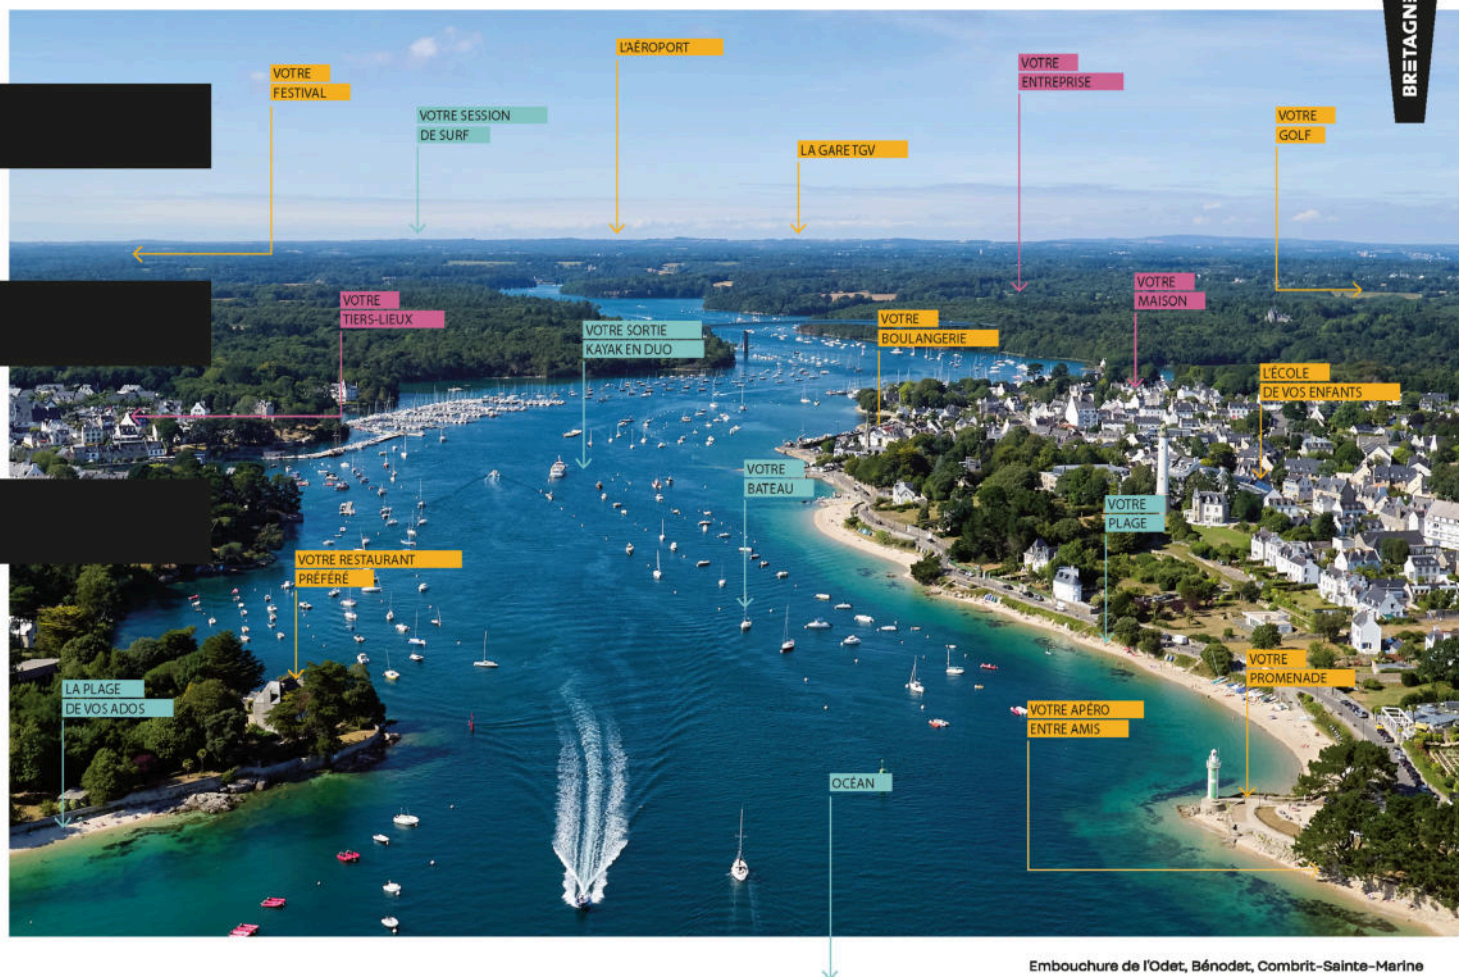 BRETAGNE
L'AÉROPORT
VOTRE
FESTIVAL
VOTRE
ENTREPRISE
VOTRE SESSION
DE SURF
VOTRE
GOLF
LA GARE TGV
VOTRE
TIERS-LIEUX
VOTRE
MAISON
VOTRE SORTIE
KAYAK EN DUO
VOTRE
BOULANGERIE
L'ÉCOLE
DE VOS ENFANTS
VOTRE
BATEAU
VOTRE
PLAGE
VOTRE RESTAURANT
PRÉFÉRÉ
LA PLAGE
DE VOS ADOS
VOTRE
PROMENADE
VOTRE APÉRO
ENTRE AMIS
OCÉAN
Embouchure de l'Odet, Bénodet, Combrit-Sainte-Marine